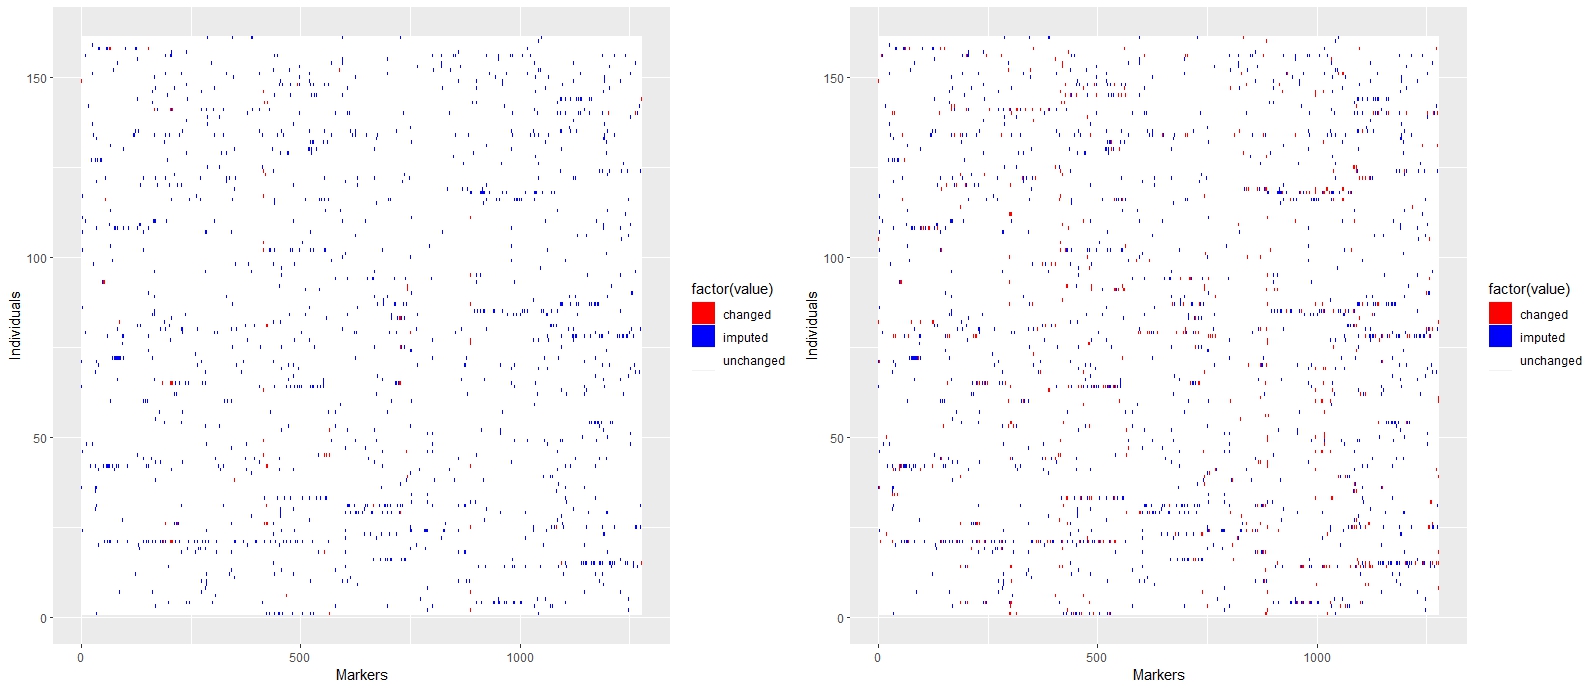 150
100
50
0
Individuals
0
500
1000
Markers
factor(value)
changed
imputed
unchanged
150
100
50
0
Individuals
0
500
1000
Markers
factor(value)
changed
imputed
unchanged